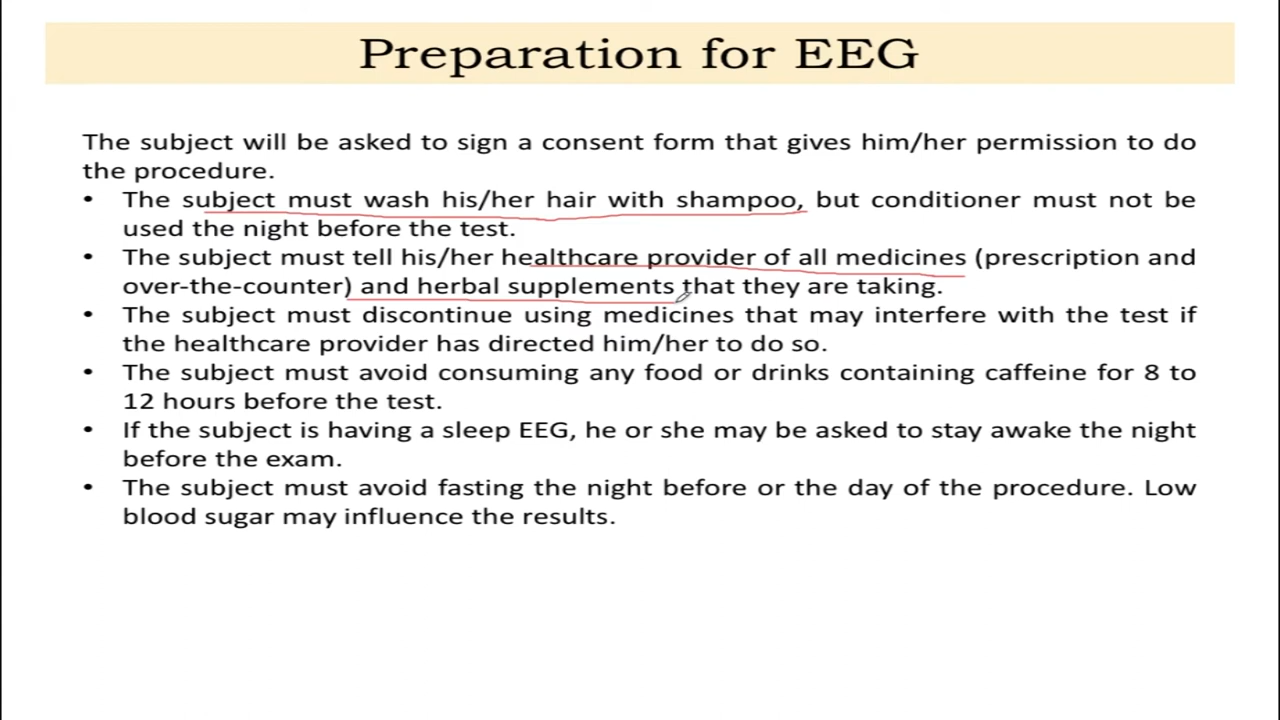 Preparation for EEG
The subject will be asked to sign a consent form that gives him/her permission to do
the procedure.
• The subject must wash his/her hair with shampoo, but conditioner must not be
used the night before the test.
• The subject must tell his/her healthcare provider of all medicines (prescription and
over-the-counter) and herbal supplements that they are taking.
• The subject must discontinue using medicines that may interfere with the test if
the healthcare provider has directed him/her to do so.
• The subject must avoid consuming any food or drinks containing caffeine for 8 to
12 hours before the test.
• If the subject is having a sleep EEG, he or she may be asked to stay awake the night
before the exam.
• The subject must avoid fasting the night before or the day of the procedure. Low
blood sugar may influence the results.